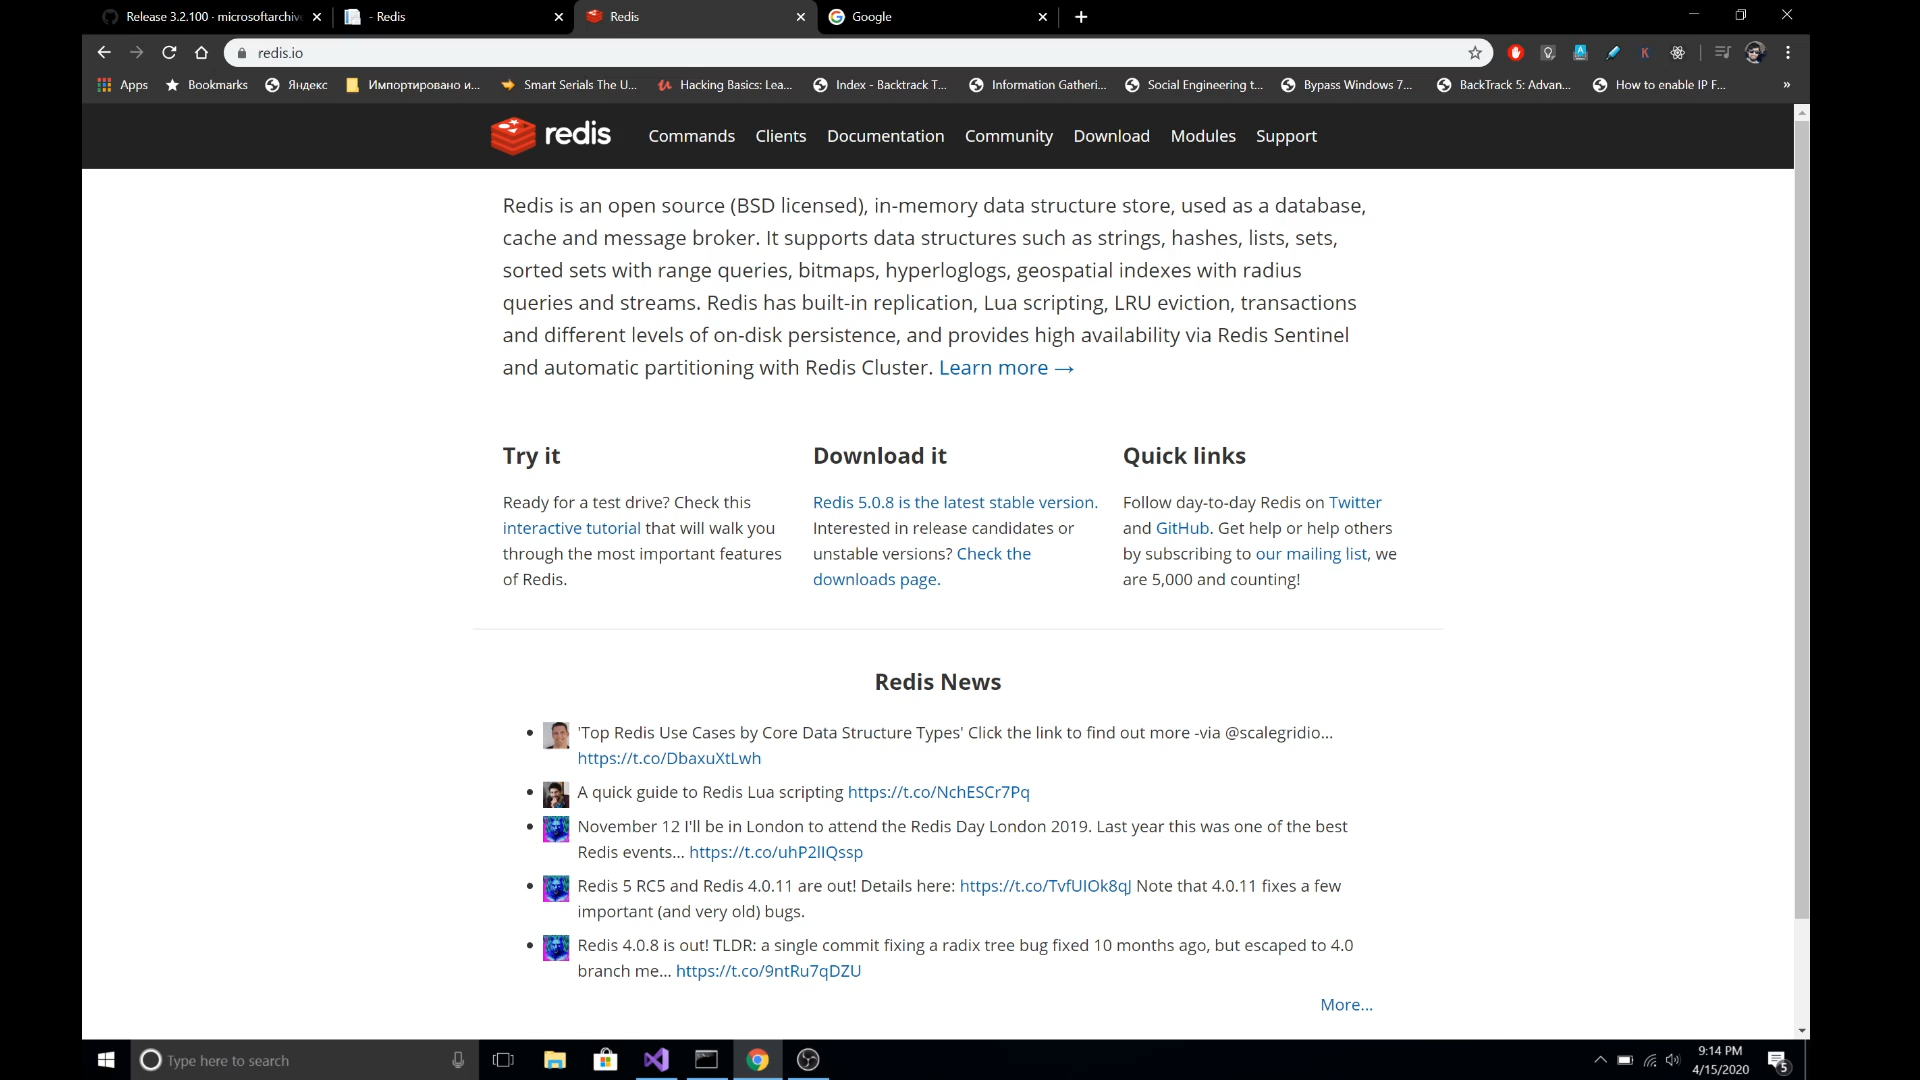 Release 3.2.100 · microsoftarchiv
- Redis
Redis
Google
redis.io
Apps
Bookmarks
Яндекс
Импортировано и...
Smart Serials The U...
Hacking Basics: Lea...
Index - Backtrack T...
Information Gatheri...
Social Engineering t...
Bypass Windows 7...
BackTrack 5: Advan...
How to enable IP F...
»
redis
Commands
Clients
Documentation
Community
Download
Modules
Support
Redis is an open source (BSD licensed), in-memory data structure store, used as a database,
cache and message broker. It supports data structures such as strings, hashes, lists, sets,
sorted sets with range queries, bitmaps, hyperloglogs, geospatial indexes with radius
queries and streams. Redis has built-in replication, Lua scripting, LRU eviction, transactions
and different levels of on-disk persistence, and provides high availability via Redis Sentinel
and automatic partitioning with Redis Cluster. Learn more →
Try it
Ready for a test drive? Check this
interactive tutorial that will walk you
through the most important features
of Redis.
Download it
Redis 5.0.8 is the latest stable version.
Interested in release candidates or
unstable versions? Check the
downloads page.
Quick links
Follow day-to-day Redis on Twitter
and GitHub. Get help or help others
by subscribing to our mailing list, we
are 5,000 and counting!
Redis News
'Top Redis Use Cases by Core Data Structure Types' Click the link to find out more -via @scalegridio...
https://t.co/DbaxuXtLwh
A quick guide to Redis Lua scripting https://t.co/NchESCr7Pq
November 12 I'll be in London to attend the Redis Day London 2019. Last year this was one of the best
Redis events... https://t.co/uhP2lIQssp
Redis 5 RC5 and Redis 4.0.11 are out! Details here: https://t.co/TvfUIOk8qJ Note that 4.0.11 fixes a few
important (and very old) bugs.
Redis 4.0.8 is out! TLDR: a single commit fixing a radix tree bug fixed 10 months ago, but escaped to 4.0
branch me... https://t.co/9ntRu7qDZU
More...
Type here to search
9:14 PM
4/15/2020
5